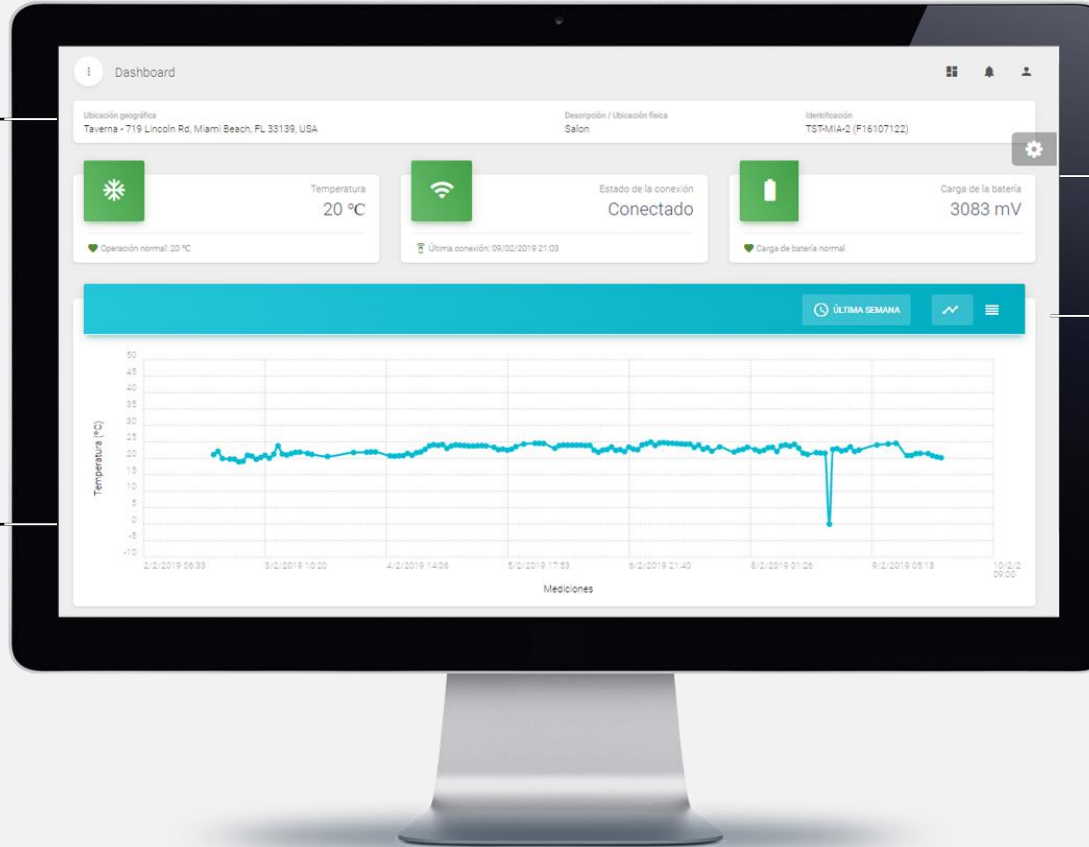 Dashboard
Ubicación geográfica
Taverna - 719 Lincoln Rd, Miami Beach, FL 33139, USA
Descripción / Ubicación física
Salon
Identificación
TST-MIA-2 (F16107122)
Temperatura
20 ºC
Operación normal: 20 ºC
Estado de la conexión
Conectado
Última conexión: 09/02/2019 21:03
Carga de la batería
3083 mV
Carga de batería normal
ÚLTIMA SEMANA
Temperatura (ºC)
50
45
40
35
30
25
20
15
10
5
0
-5
-10
2/2/2019 06:33
3/2/2019 10:20
4/2/2019 14:06
5/2/2019 17:53
6/2/2019 21:40
8/2/2019 01:26
9/2/2019 05:13
10/2/2
09:00
Mediciones